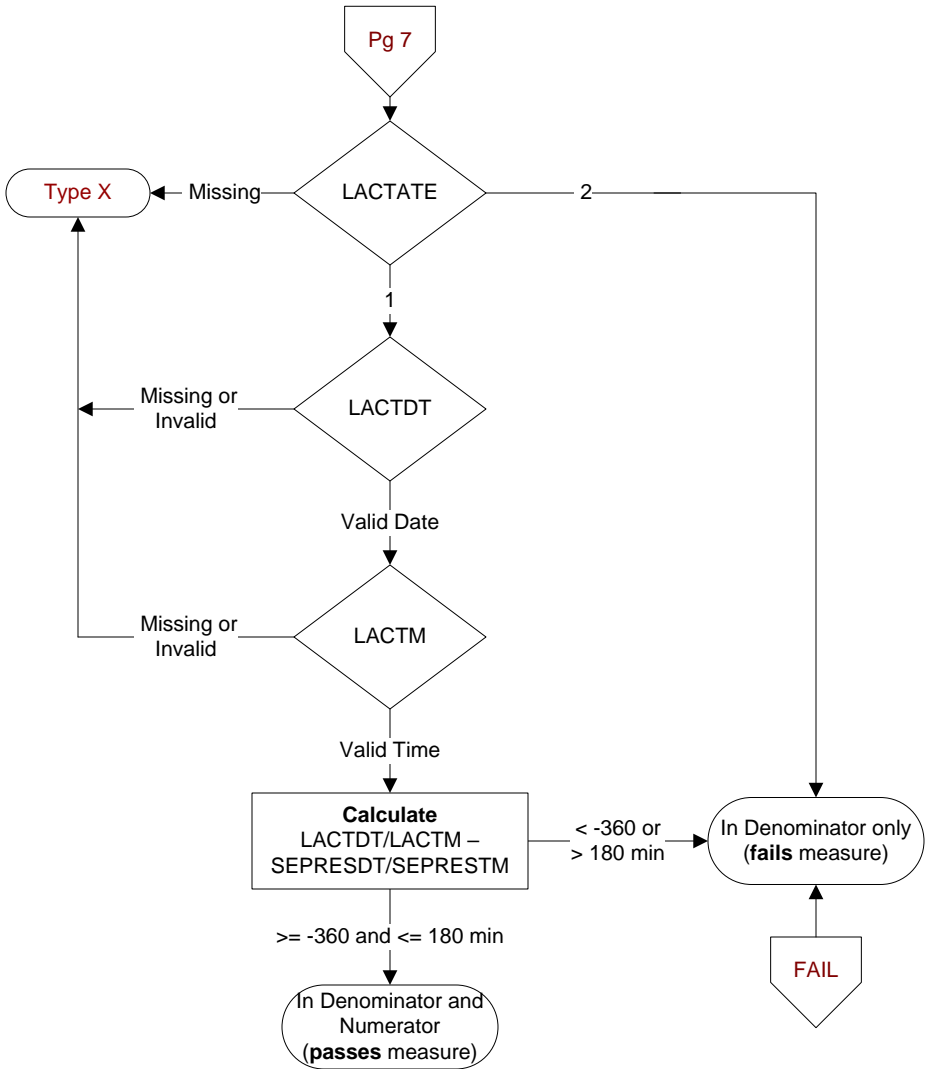 Pg 7
Type X
Missing
LACTATE
2
1
Missing or
Invalid
LACTDT
Valid Date
Missing or
Invalid
LACTM
Valid Time
Calculate
LACTDT/LACTM –
SEPRESDT/SEPRESTM
< -360 or
> 180 min
In Denominator only
(fails measure)
>= -360 and <= 180 min
FAIL
In Denominator and
Numerator
(passes measure)